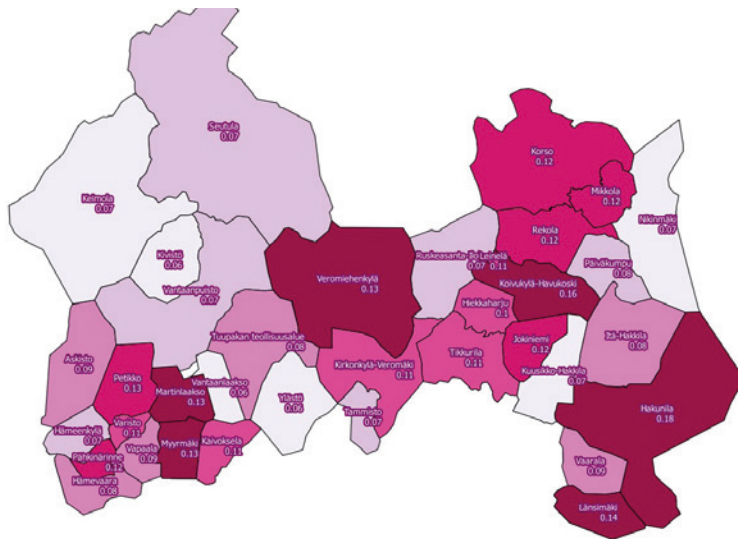 Seutula
0.07
Korso
0.12
Mikkola
0.12
Keimola
0.07
Nikinmäki
0.07
Rekola
0.12
Kivistö
0.06
Ruskeasanta-Ilo
0.07
Leinelä
0.11
Päiväkumpu
0.08
Veromiehenkylä
0.13
Koivukylä-Havukoski
0.16
Vantaanpuisto
0.07
Hiekkaharju
0.1
Tuupakan teollisuusalue
0.08
Jokiniemi
0.12
Itä-Hakkila
0.08
Askisto
0.09
Kirkonkylä-Veromäki
0.11
Tikkurila
0.11
Kuusikko-Hakkila
0.07
Petikko
0.13
Martinlaakso
0.13
Vantaanlaakso
0.06
Ylästö
0.06
Hakunila
0.18
Tammisto
0.07
Hämeenkylä
0.07
Varisto
0.11
Myyrmäki
0.13
Kaivoksela
0.11
Vapaala
0.09
Pähkinärinne
0.12
Vaarala
0.09
Hämevaara
0.08
Länsimäki
0.14